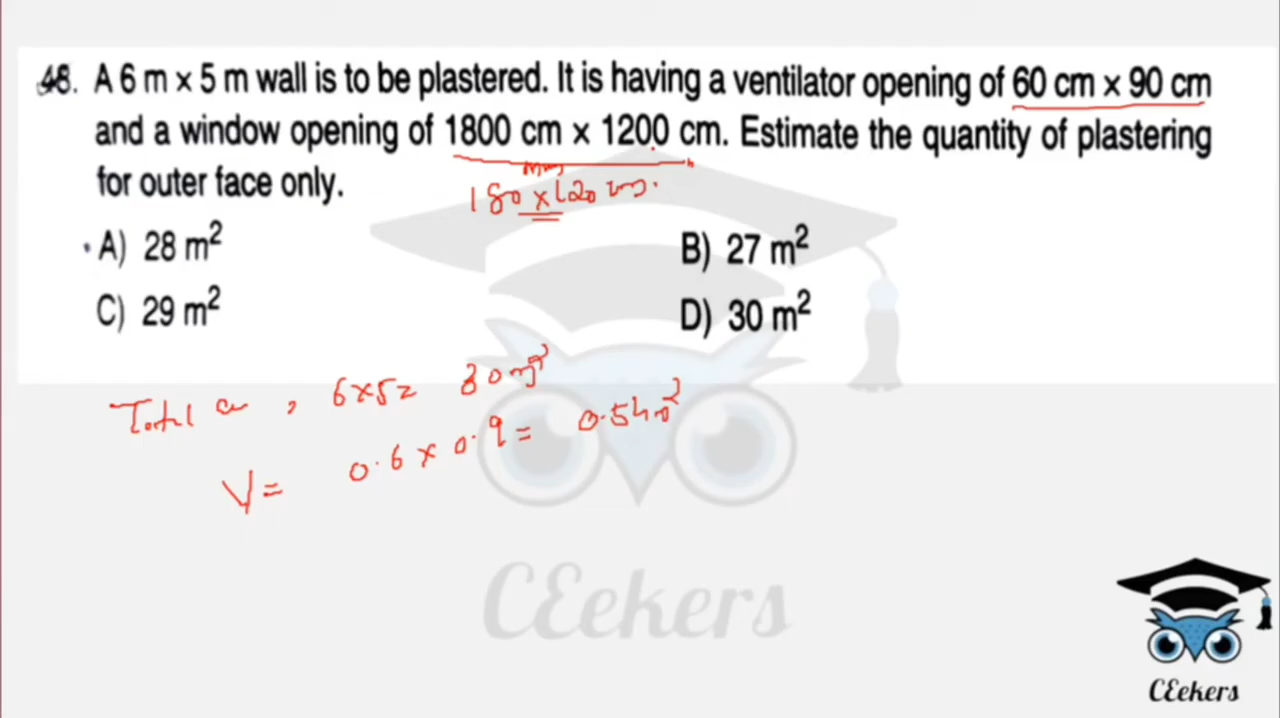 48. A 6 m × 5 m wall is to be plastered. It is having a ventilator opening of 60 cm × 90 cm
and a window opening of 1800 cm × 1200 cm. Estimate the quantity of plastering
for outer face only.
mm
180 × 120 cm.
A) 28 m²
B) 27 m²
C) 29 m²
D) 30 m²
Total a , 6×5= 30 m²
V= 0.6 × 0.9 = 0.54 m²
CEekers
CEekers